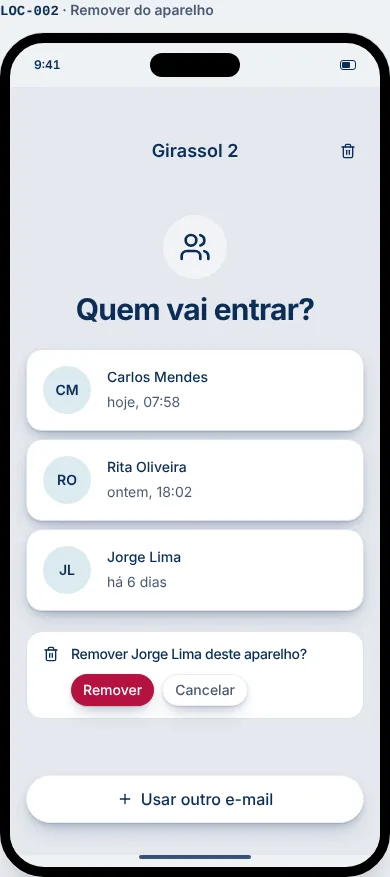 LOC-002 · Remover do aparelho
9:41
Girassol 2
Quem vai entrar?
CM
Carlos Mendes
hoje, 07:58
RO
Rita Oliveira
ontem, 18:02
JL
Jorge Lima
há 6 dias
Remover Jorge Lima deste aparelho?
Remover Cancelar
+ Usar outro e-mail